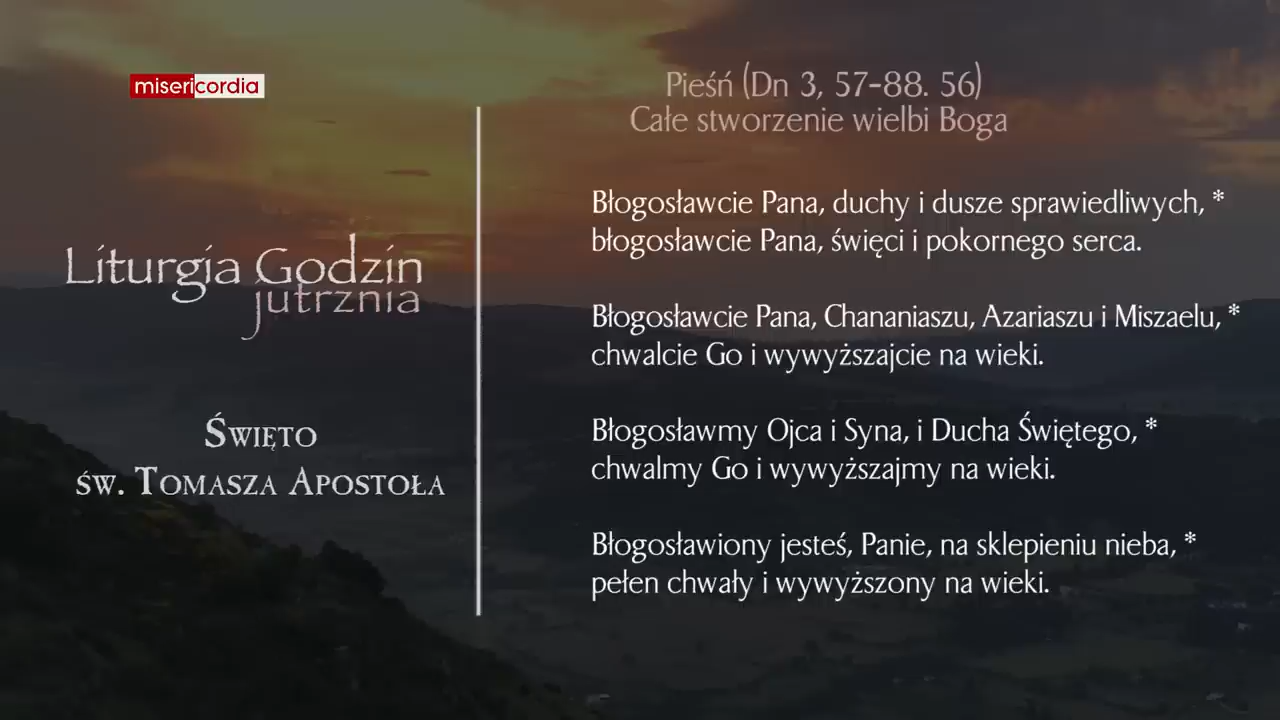 misericordia
Liturgia Godzin
jutrznia
Święto
św. Tomasza Apostoła
Pieśń (Dn 3, 57-88. 56)
Całe stworzenie wielbi Boga
Błogosławcie Pana, duchy i dusze sprawiedliwych, *
błogosławcie Pana, święci i pokornego serca.
Błogosławcie Pana, Chananiaszu, Azariaszu i Miszaelu, *
chwalcie Go i wywyższajcie na wieki.
Błogosławmy Ojca i Syna, i Ducha Świętego, *
chwalmy Go i wywyższajmy na wieki.
Błogosławiony jesteś, Panie, na sklepieniu nieba, *
pełen chwały i wywyższony na wieki.